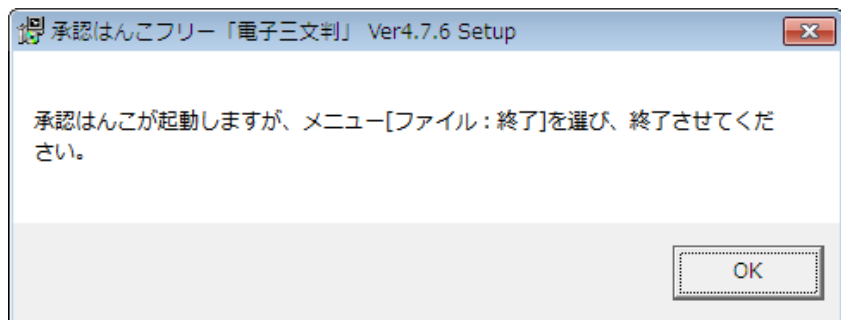 承認はんこフリー「電子三文判」 Ver4.7.6 Setup
承認はんこが起動しますが、メニュー[ファイル：終了]を選び、終了させてくだ
さい。
OK